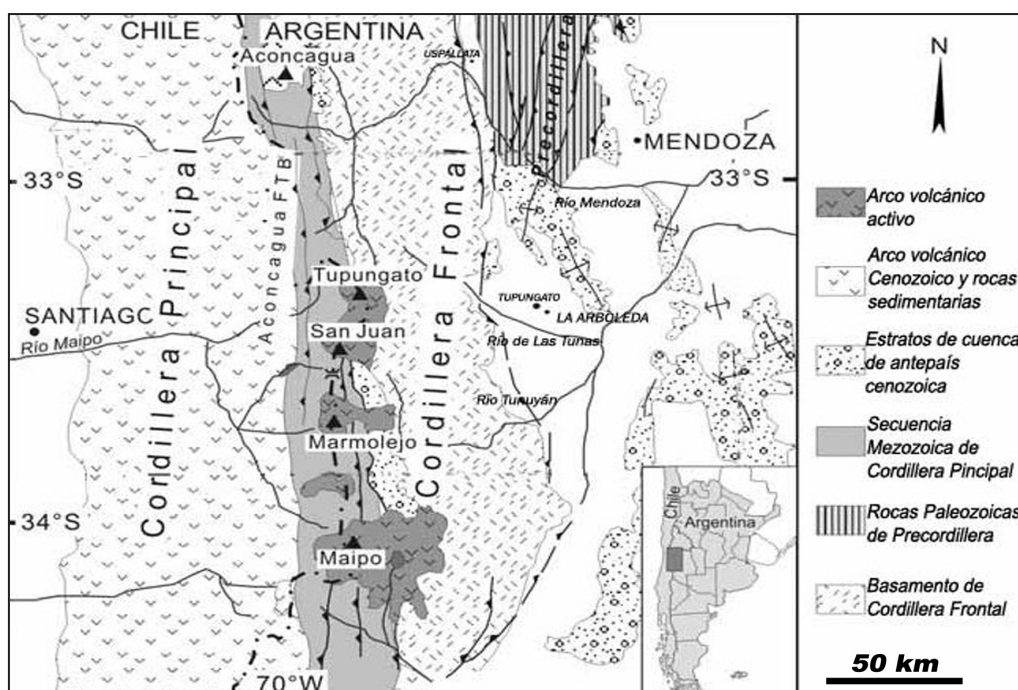 CHILE
ARGENTINA
Aconcagua
USPALLATA
Precordillera
MENDOZA
N
33°S
33°S
Cordillera Principal
Aconcagua FTB
Cordillera Frontal
Río Mendoza
Tupungato
TUPUNGATO
LA ARBOLEDA
SANTIAGC
San Juan
Río Maipo
Río de Las Tunas
Río Tunuyán
Marmolejo
34°S
Maipo
70°W
Chile
Argentina
Arco volcánico
activo
Arco volcánico
Cenozoico y rocas
sedimentarias
Estratos de cuenca
de antepaís
cenozoica
Secuencia
Mezozoica de
Cordillera Pincipal
Rocas Paleozoicas
de Precordillera
Basamento de
Cordillera Frontal
50 km